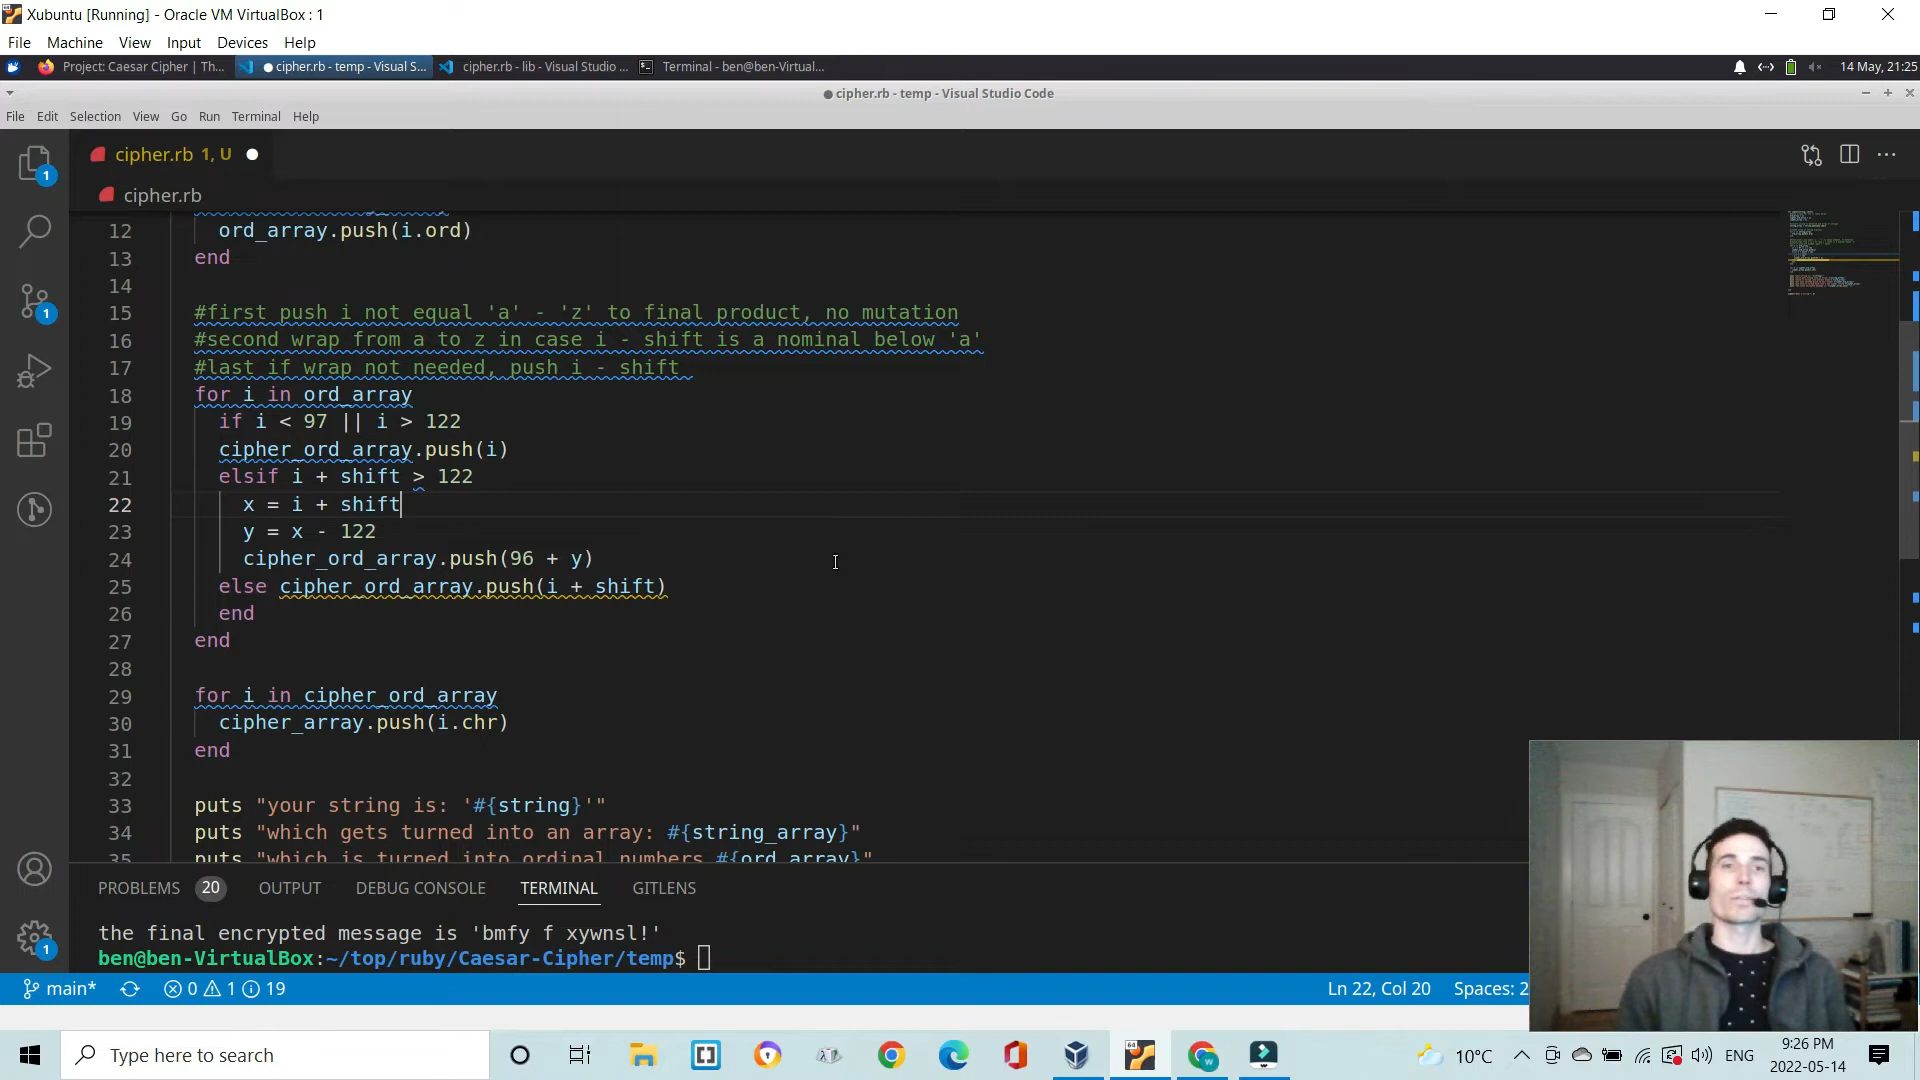 Xubuntu [Running] - Oracle VM VirtualBox : 1
File Machine View Input Devices Help
Project: Caesar Cipher | Th... ● cipher.rb - temp - Visual S... cipher.rb - lib - Visual Studio ... Terminal - ben@ben-Virtual... 14 May, 21:25
● cipher.rb - temp - Visual Studio Code
File Edit Selection View Go Run Terminal Help
cipher.rb 1, U
cipher.rb
12 ord_array.push(i.ord)
13 end
14
15 #first push i not equal 'a' - 'z' to final product, no mutation
16 #second wrap from a to z in case i - shift is a nominal below 'a'
17 #last if wrap not needed, push i - shift
18 for i in ord_array
19 if i < 97 || i > 122
20 cipher_ord_array.push(i)
21 elsif i + shift > 122
22 x = i + shift
23 y = x - 122
24 cipher_ord_array.push(96 + y)
25 else cipher_ord_array.push(i + shift)
26 end
27 end
28
29 for i in cipher_ord_array
30 cipher_array.push(i.chr)
31 end
32
33 puts "your string is: '#{string}'"
34 puts "which gets turned into an array: #{string_array}"
35 puts "which is turned into ordinal numbers #{ord_array}"
PROBLEMS 20 OUTPUT DEBUG CONSOLE TERMINAL GITLENS
the final encrypted message is 'bmfy f xywnsl!'
ben@ben-VirtualBox:~/top/ruby/Caesar-Cipher/temp$
main* 0 1 19 Ln 22, Col 20 Spaces: 2
Type here to search 10°C ENG 9:26 PM
2022-05-14